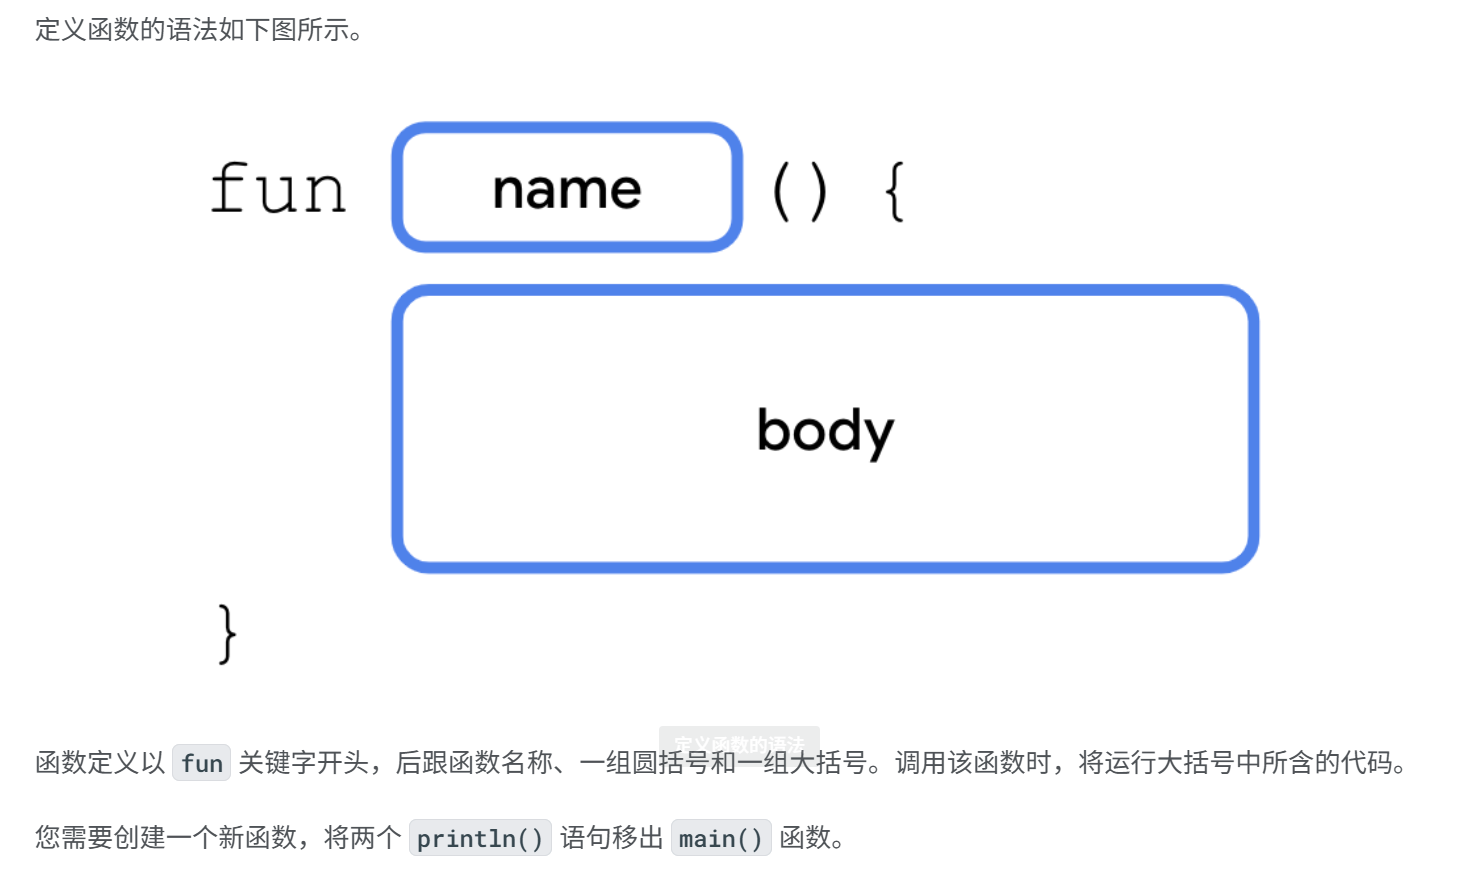 定义函数的语法如下图所示。
fun name () {
body
}
定义函数的语法
函数定义以 fun 关键字开头，后跟函数名称、一组圆括号和一组大括号。调用该函数时，将运行大括号中所含的代码。
您需要创建一个新函数，将两个 println() 语句移出 main() 函数。